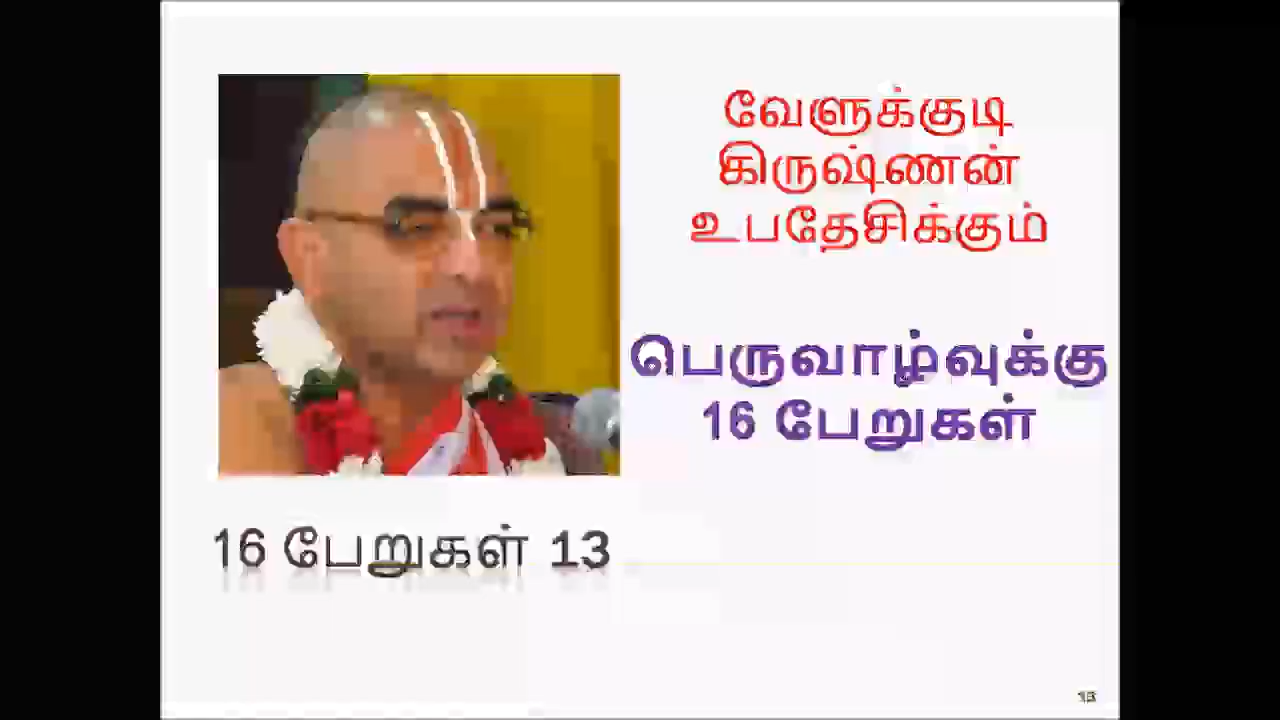 வேளுக்குடி
கிருஷ்ணன்
உபதேசிக்கும்
பெருவாழ்வுக்கு
16 பேறுகள்
16 பேறுகள் 13
13